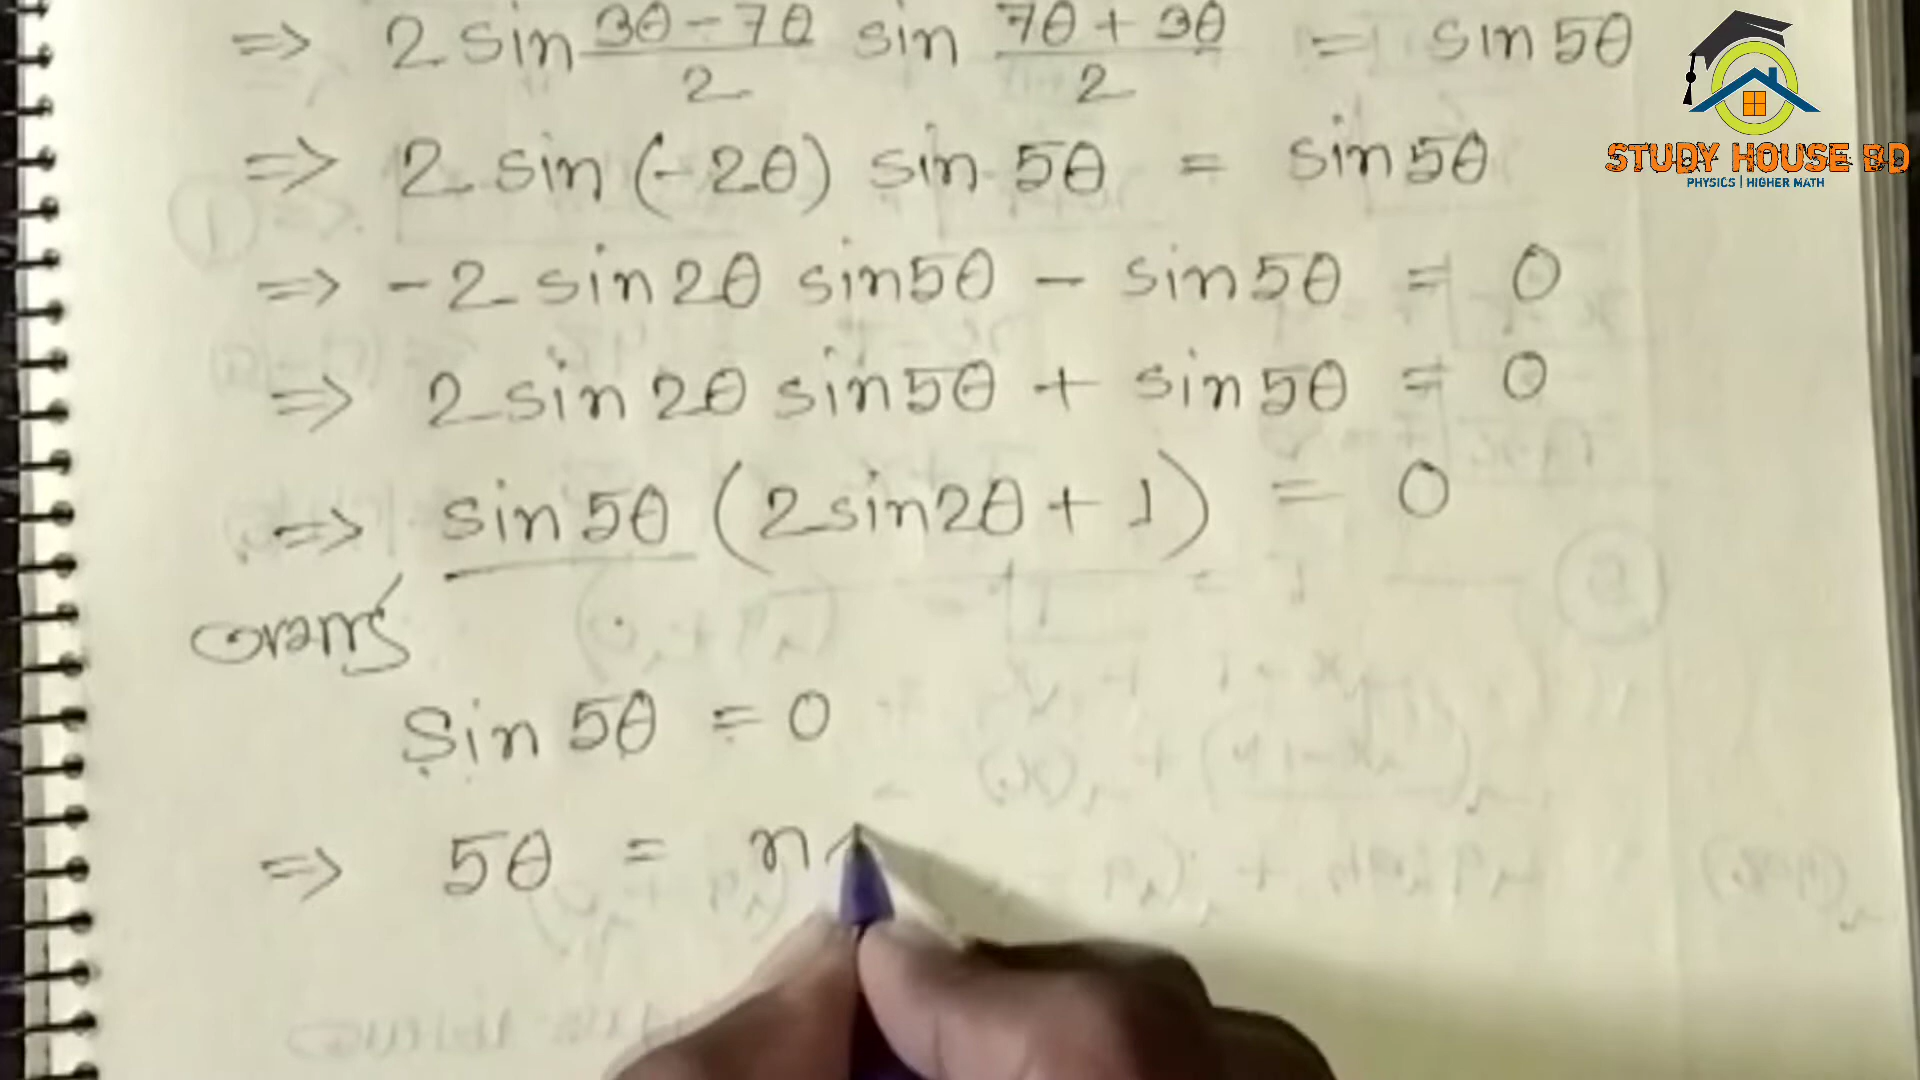 ⇒ 2 sin (3θ - 7θ)/2 sin (7θ + 3θ)/2 = sin 5θ
⇒ 2 sin (-2θ) sin 5θ = sin 5θ
⇒ -2 sin 2θ sin 5θ - sin 5θ = 0
⇒ 2 sin 2θ sin 5θ + sin 5θ = 0
⇒ sin 5θ (2 sin 2θ + 1) = 0
sin 5θ = 0
⇒ 5θ = n
STUDY HOUSE BD
PHYSICS | HIGHER MATH